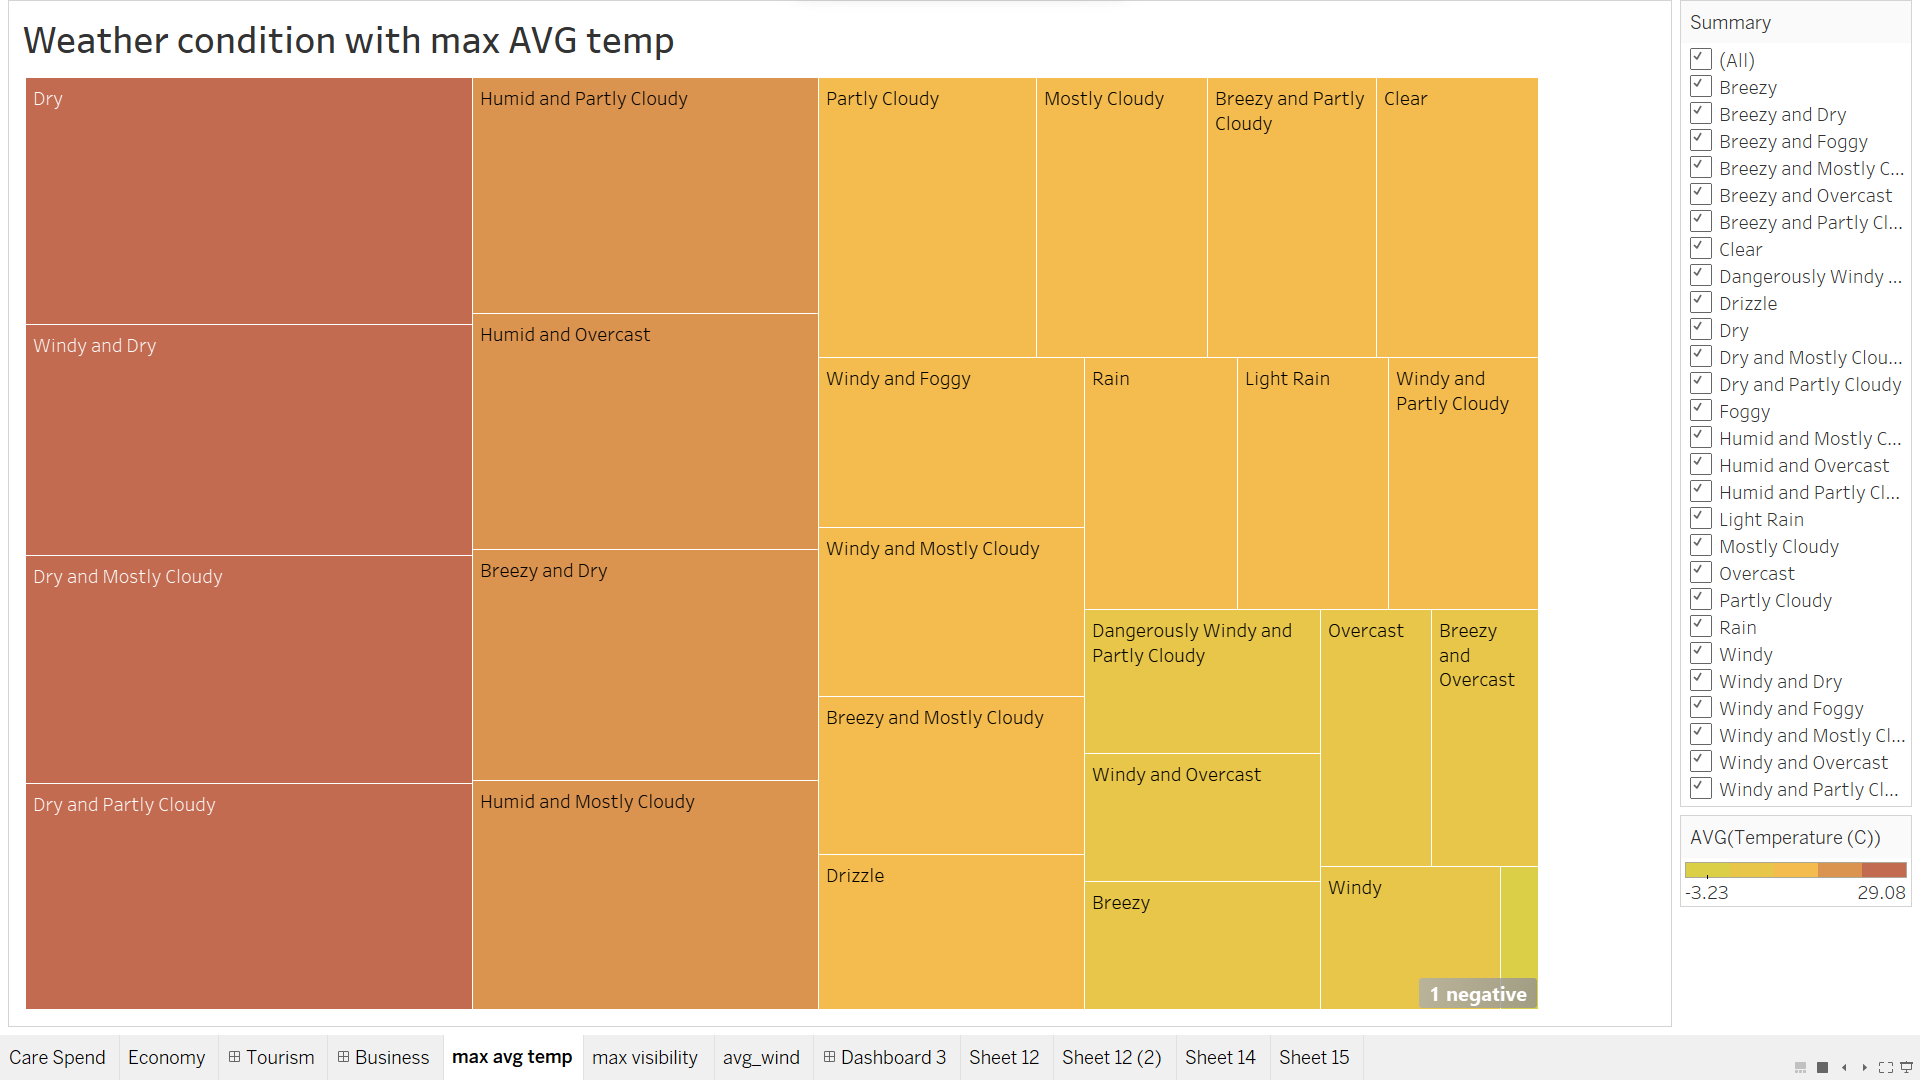 Weather condition with max AVG temp
Dry
Windy and Dry
Dry and Mostly Cloudy
Dry and Partly Cloudy
Humid and Partly Cloudy
Humid and Overcast
Breezy and Dry
Humid and Mostly Cloudy
Partly Cloudy
Mostly Cloudy
Breezy and Partly
Cloudy
Clear
Windy and Foggy
Windy and Mostly Cloudy
Breezy and Mostly Cloudy
Drizzle
Rain
Light Rain
Windy and
Partly Cloudy
Dangerously Windy and
Partly Cloudy
Windy and Overcast
Breezy
Overcast
Breezy
and
Overcast
Windy
1 negative
Summary
(All)
Breezy
Breezy and Dry
Breezy and Foggy
Breezy and Mostly C...
Breezy and Overcast
Breezy and Partly Cl...
Clear
Dangerously Windy ...
Drizzle
Dry
Dry and Mostly Clou...
Dry and Partly Cloudy
Foggy
Humid and Mostly C...
Humid and Overcast
Humid and Partly Cl...
Light Rain
Mostly Cloudy
Overcast
Partly Cloudy
Rain
Windy
Windy and Dry
Windy and Foggy
Windy and Mostly Cl...
Windy and Overcast
Windy and Partly Cl...
AVG(Temperature (C))
-3.23 29.08
Care Spend
Economy
Tourism
Business
max avg temp
max visibility
avg_wind
Dashboard 3
Sheet 12
Sheet 12 (2)
Sheet 14
Sheet 15